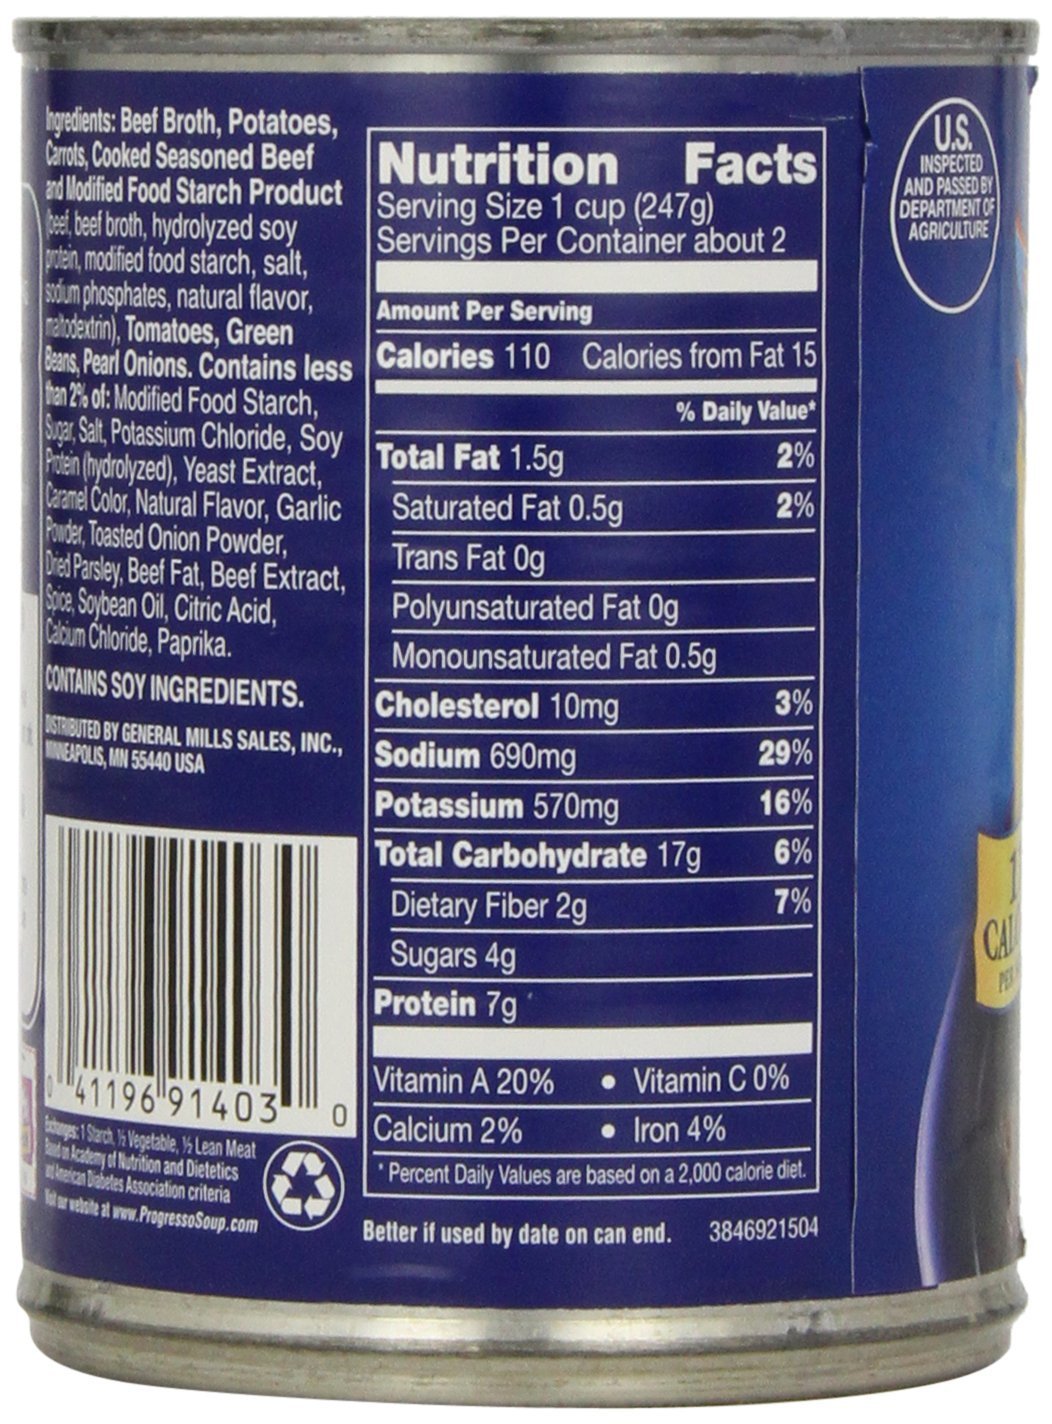 Ingredients: Beef Broth, Potatoes,
Carrots, Cooked Seasoned Beef
and Modified Food Starch Product
(beef, beef broth, hydrolyzed soy
protein, modified food starch, salt,
sodium phosphates, natural flavor,
maltodextrin), Tomatoes, Green
Beans, Pearl Onions. Contains less
than 2% of: Modified Food Starch,
Sugar, Salt, Potassium Chloride, Soy
Protein (hydrolyzed), Yeast Extract,
Caramel Color, Natural Flavor, Garlic
Powder, Toasted Onion Powder,
Dried Parsley, Beef Fat, Beef Extract,
Spice, Soybean Oil, Citric Acid,
Calcium Chloride, Paprika.
CONTAINS SOY INGREDIENTS.
DISTRIBUTED BY GENERAL MILLS SALES, INC.,
MINNEAPOLIS, MN 55440 USA
0 41196 91403 0
Exchanges: 1 Starch, ½ Vegetable, ½ Lean Meat
Based on Academy of Nutrition and Dietetics
and American Diabetes Association criteria
Visit our website at www.ProgressoSoup.com
Nutrition Facts
Serving Size 1 cup (247g)
Servings Per Container about 2
Amount Per Serving
Calories 110 Calories from Fat 15
% Daily Value*
Total Fat 1.5g 2%
Saturated Fat 0.5g 2%
Trans Fat 0g
Polyunsaturated Fat 0g
Monounsaturated Fat 0.5g
Cholesterol 10mg 3%
Sodium 690mg 29%
Potassium 570mg 16%
Total Carbohydrate 17g 6%
Dietary Fiber 2g 7%
Sugars 4g
Protein 7g
Vitamin A 20% • Vitamin C 0%
Calcium 2% • Iron 4%
* Percent Daily Values are based on a 2,000 calorie diet.
Better if used by date on can end. 3846921504
U.S.
INSPECTED
AND PASSED BY
DEPARTMENT OF
AGRICULTURE